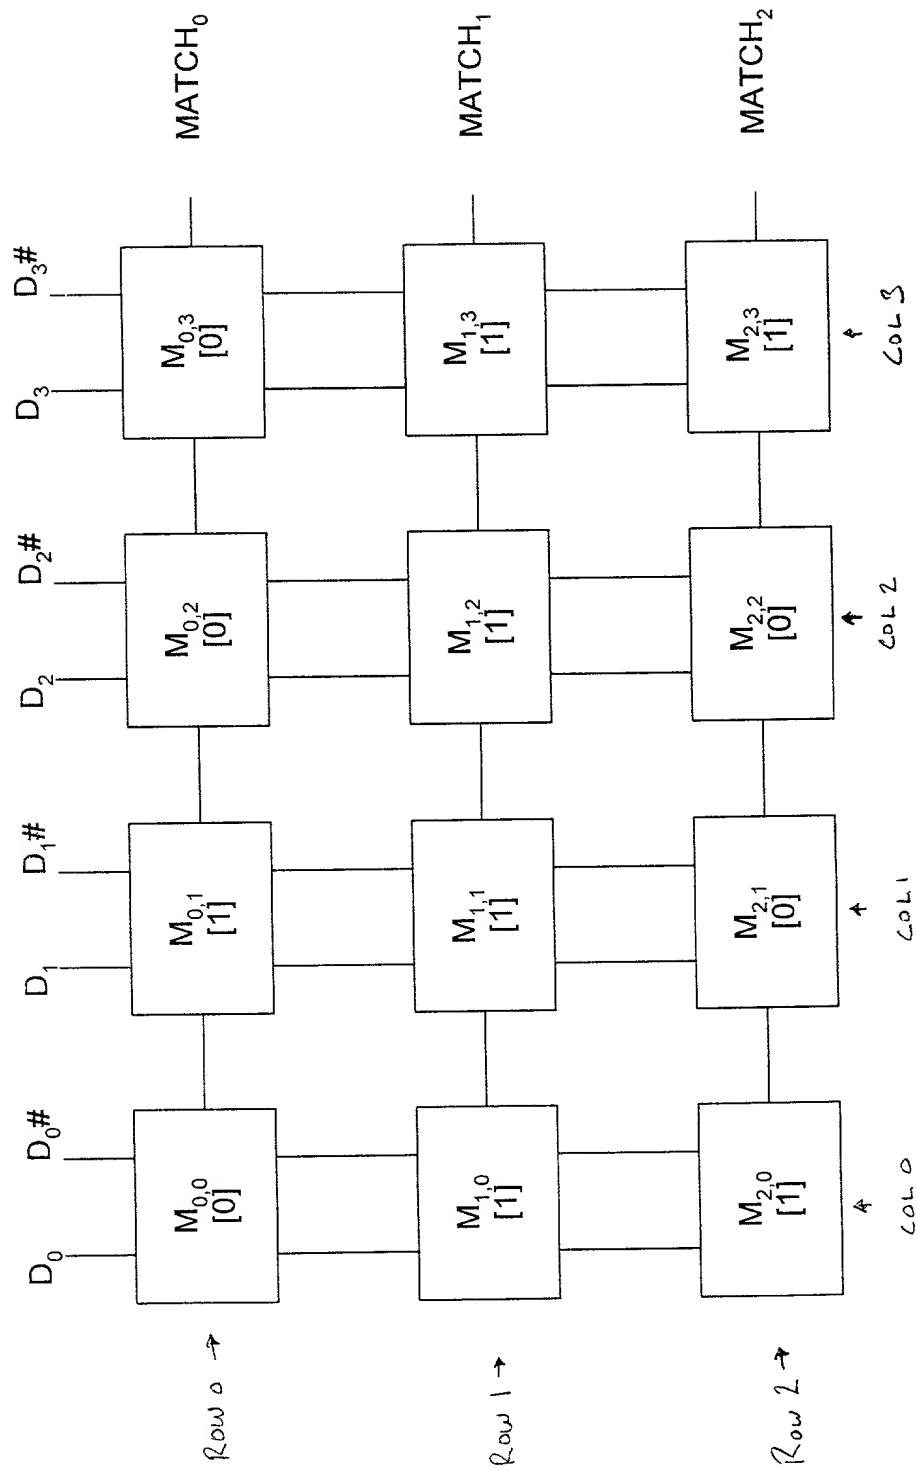 D₀ D₀# D₁ D₁# D₂ D₂# D₃ D₃#
Row 0 → M₀,₀ M₀,₁ M₀,₂ M₀,₃ MATCH₀
[0] [1] [0] [0]
Row 1 → M₁,₀ M₁,₁ M₁,₂ M₁,₃ MATCH₁
[1] [1] [1] [1]
Row 2 → M₂,₀ M₂,₁ M₂,₂ M₂,₃ MATCH₂
[1] [0] [0] [1]
COL 0 COL 1 COL 2 COL 3